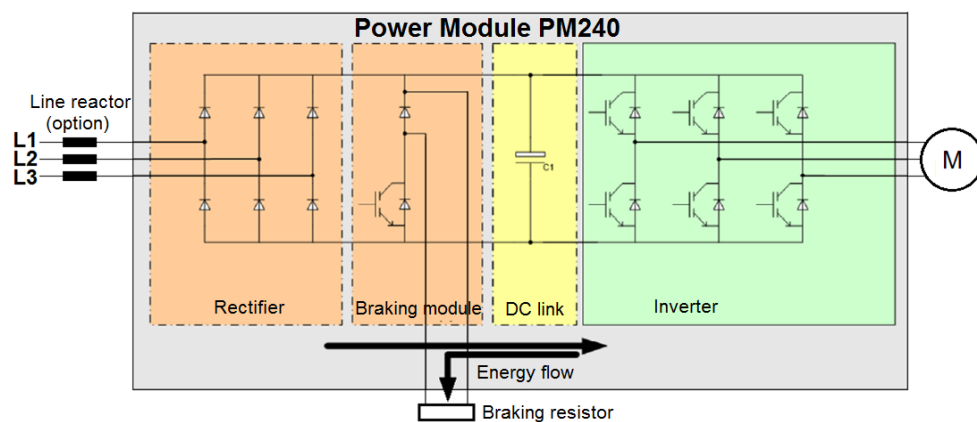 Power Module PM240
Line reactor
(option)
L1
L2
L3
C1
M
Rectifier
Braking module
DC link
Inverter
Energy flow
Braking resistor